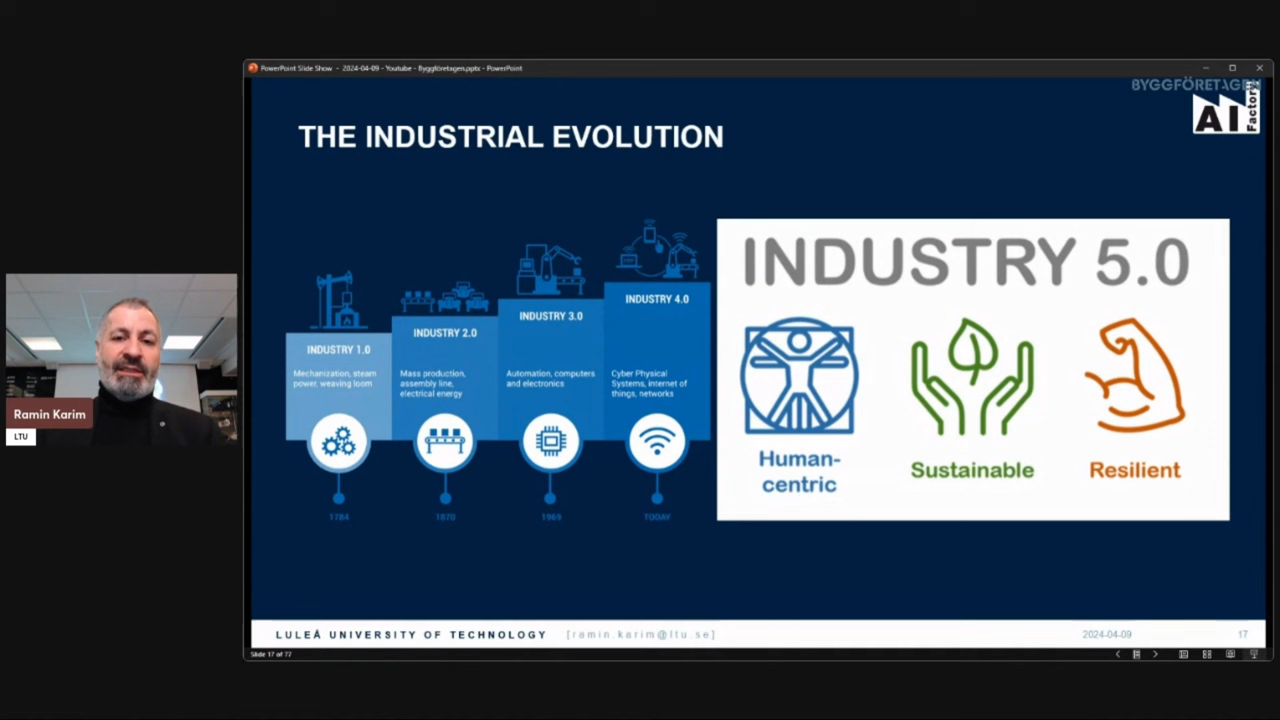 PowerPoint Slide Show - 2024-04-09 - Youtube - Byggföretagen.pptx - PowerPoint
BYGGFÖRETAGEN
AI Factory
THE INDUSTRIAL EVOLUTION
INDUSTRY 1.0
Mechanization, steam
power, weaving loom
1784
INDUSTRY 2.0
Mass production,
assembly line,
electrical energy
1870
INDUSTRY 3.0
Automation, computers
and electronics
1969
INDUSTRY 4.0
Cyber Physical
Systems, internet of
things, networks
TODAY
INDUSTRY 5.0
Human-
centric
Sustainable
Resilient
Ramin Karim
LTU
LULEÅ UNIVERSITY OF TECHNOLOGY [ramin.karim@ltu.se] 2024-04-09 17
Slide 17 of 77